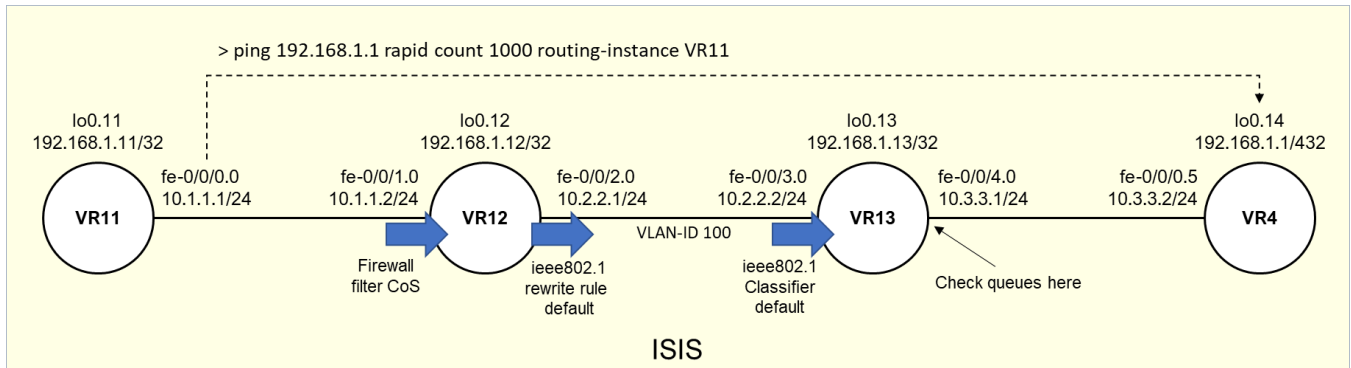 > ping 192.168.1.1 rapid count 1000 routing-instance VR11
lo0.11
192.168.1.11/32
lo0.12
192.168.1.12/32
lo0.13
192.168.1.13/32
lo0.14
192.168.1.1/432
fe-0/0/0.0
10.1.1.1/24
fe-0/0/1.0
10.1.1.2/24
fe-0/0/2.0
10.2.2.1/24
fe-0/0/3.0
10.2.2.2/24
fe-0/0/4.0
10.3.3.1/24
fe-0/0/0.5
10.3.3.2/24
VR11
VR12
VR13
VR4
VLAN-ID 100
Firewall
filter CoS
ieee802.1
rewrite rule
default
ieee802.1
Classifier
default
Check queues here
ISIS